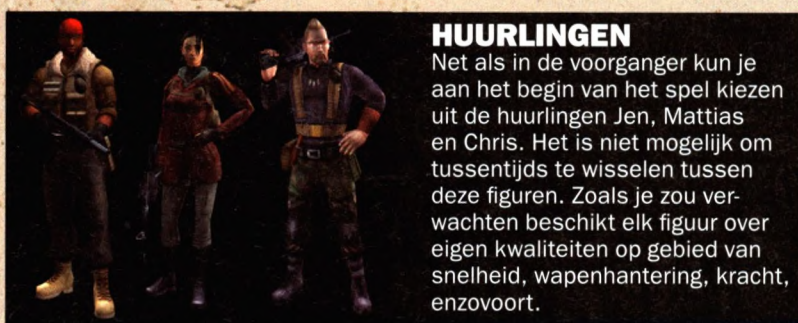 HUURLINGEN
Net als in de voorganger kun je
aan het begin van het spel kiezen
uit de huurlingen Jen, Mattias
en Chris. Het is niet mogelijk om
tussentijds te wisselen tussen
deze figuren. Zoals je zou ver-
wachten beschikt elk figuur over
eigen kwaliteiten op gebied van
snelheid, wapenhantering, kracht,
enzovoort.